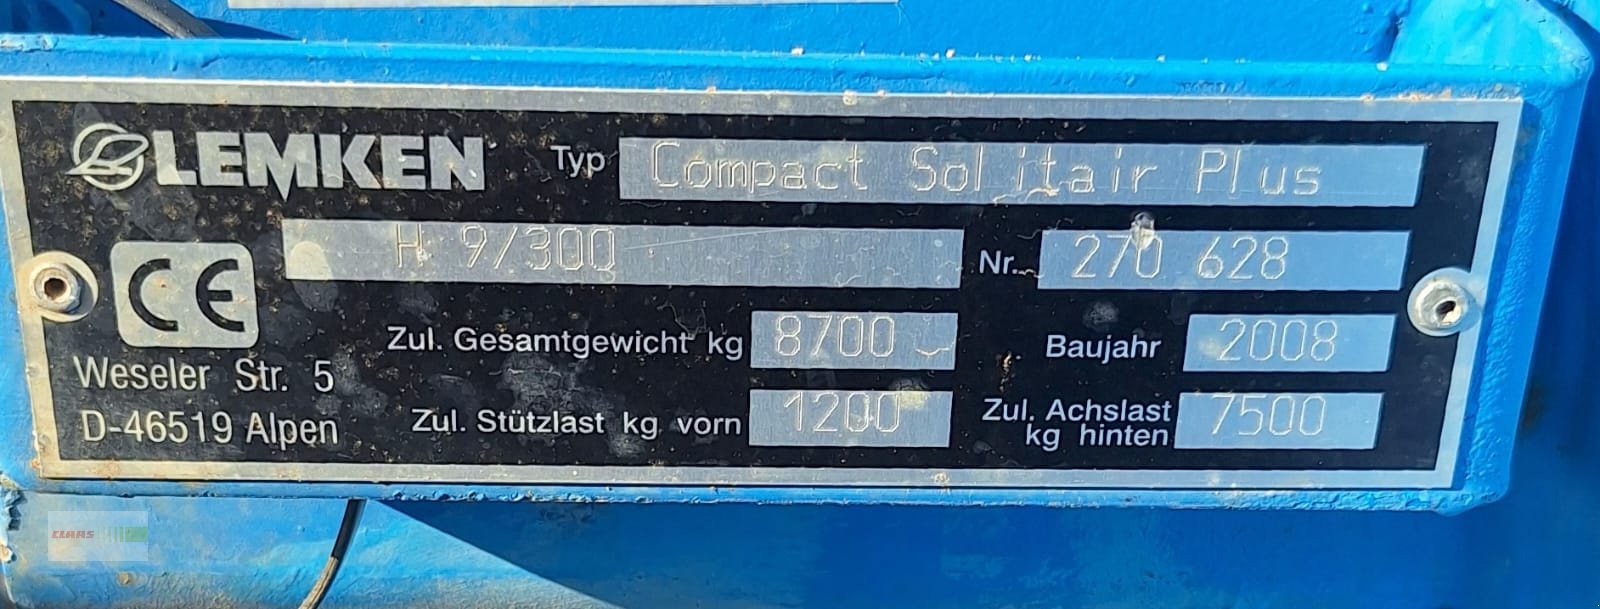 LEMKEN Typ Compact Solitair Plus
H 9/300 Nr. 270 628
CE
Zul. Gesamtgewicht kg 8700 Baujahr 2008
Zul. Stützlast kg vorn 1200 Zul. Achslast kg hinten 7500
Weseler Str. 5
D-46519 Alpen
CLAAS